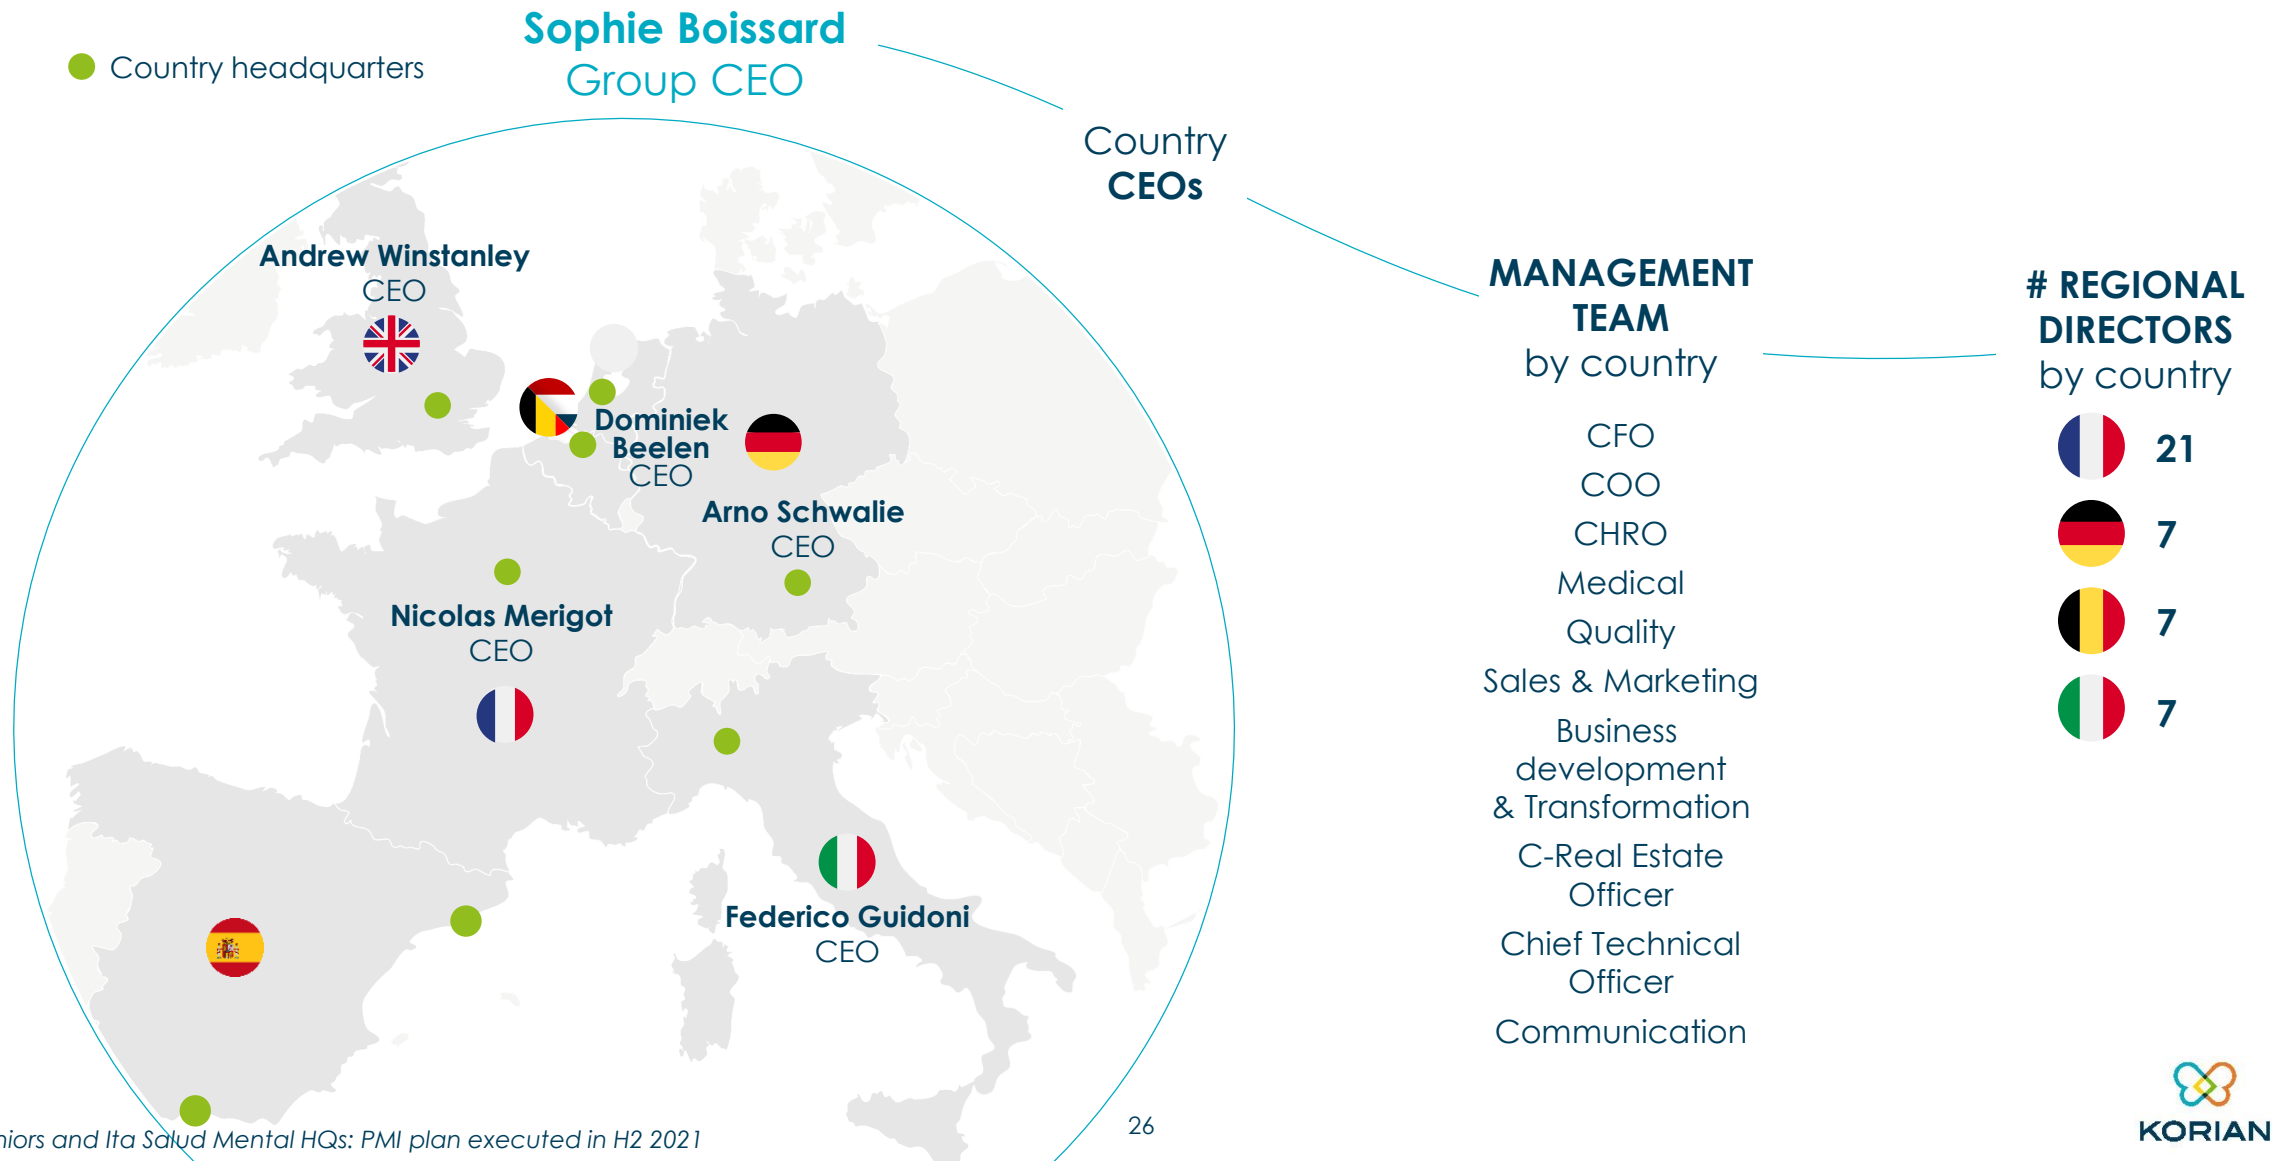 Sophie Boissard
Group CEO
Country headquarters
Country
CEOs
Andrew Winstanley
CEO
Dominiek
Beelen
CEO
Arno Schwalie
CEO
Nicolas Merigot
CEO
Federico Guidoni
CEO
MANAGEMENT
TEAM
by country
CFO
COO
CHRO
Medical
Quality
Sales & Marketing
Business
development
& Transformation
C-Real Estate
Officer
Chief Technical
Officer
Communication
# REGIONAL
DIRECTORS
by country
21
7
7
7
and Ita Salud Mental HQs: PMI plan executed in H2 2021
26
KORIAN